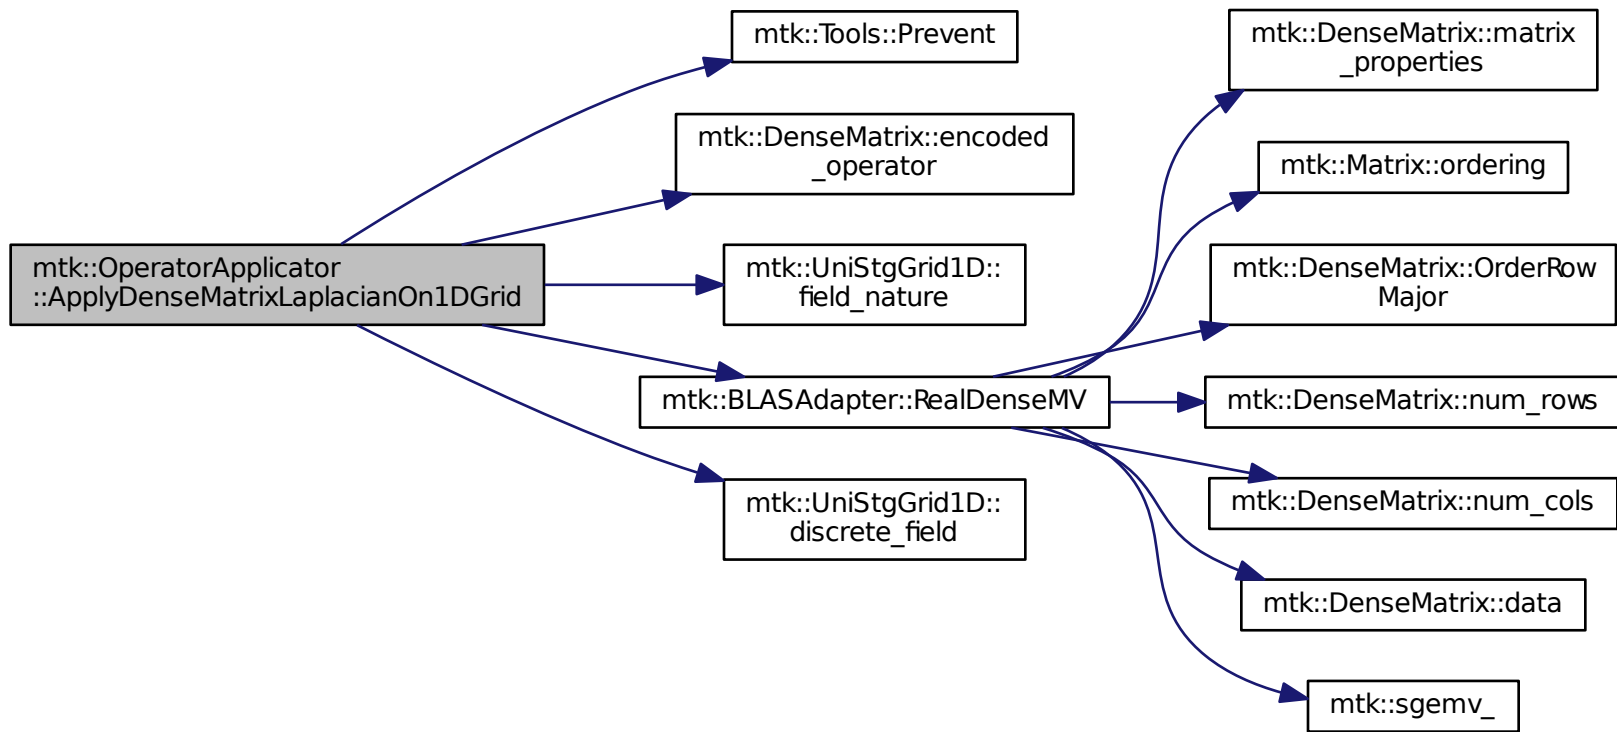 mtk::Tools::Prevent
mtk::DenseMatrix::encoded
_operator
mtk::OperatorApplicator
::ApplyDenseMatrixLaplacianOn1DGrid
mtk::UniStgGrid1D::
field_nature
mtk::BLASAdapter::RealDenseMV
mtk::UniStgGrid1D::
discrete_field
mtk::DenseMatrix::matrix
_properties
mtk::Matrix::ordering
mtk::DenseMatrix::OrderRow
Major
mtk::DenseMatrix::num_rows
mtk::DenseMatrix::num_cols
mtk::DenseMatrix::data
mtk::sgemv_